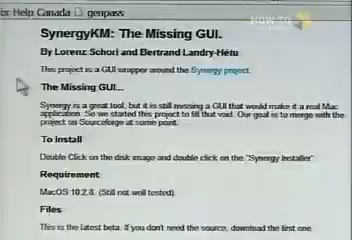 or Help Canada genpass
HOW TO
SynergyKM: The Missing GUI.
By Lorenz Schori and Bertrand Landry-Hétu
This project is a GUI wrapper around the Synergy project.
The Missing GUI...
Synergy is a great tool, but it is still missing a GUI that would make it a real Mac
application. So we started this project to fill that void. Our goal is to merge with the
project on Sourceforge at some point.
To Install
Double Click on the disk image and double click on the "Synergy Installer"
Requirement
MacOS 10.2.8. (Still not well tested)
Files
This is the latest beta. If you don't need the source, download the first one